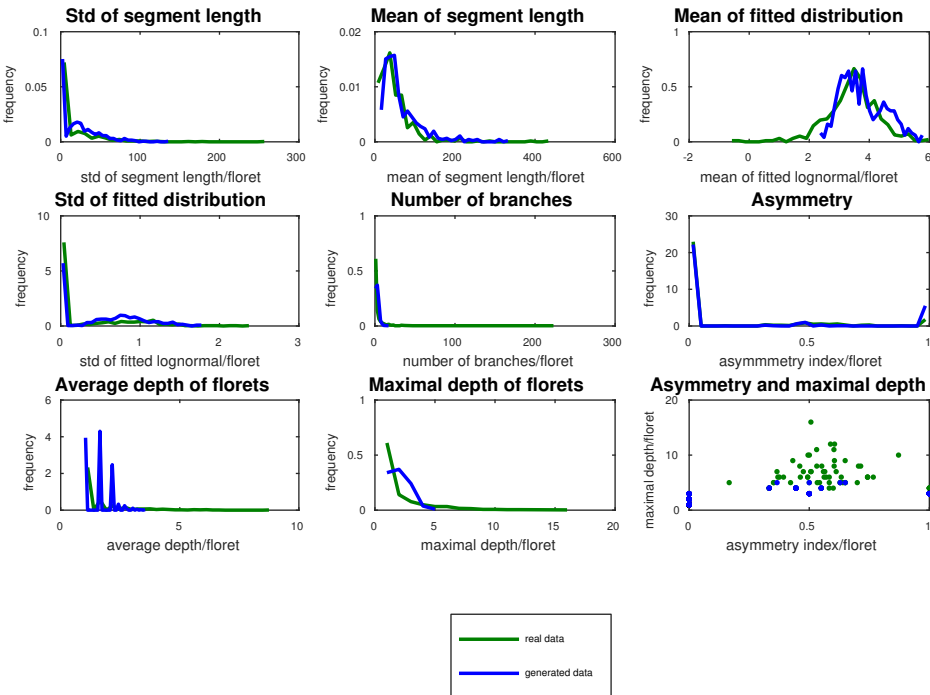 Std of segment length
Mean of segment length
Mean of fitted distribution
0.1
0.05
0
frequency
0 100 200 300
std of segment length/floret
0.02
0.01
0
frequency
0 200 400 600
mean of segment length/floret
1
0.5
0
frequency
-2 0 2 4 6
mean of fitted lognormal/floret
Std of fitted distribution
Number of branches
Asymmetry
10
5
0
frequency
0 1 2 3
std of fitted lognormal/floret
1
0.5
0
frequency
0 100 200 300
number of branches/floret
30
20
10
0
frequency
0 0.5 1
asymmmetry index/floret
Average depth of florets
Maximal depth of florets
Asymmetry and maximal depth
6
4
2
0
frequency
0 5 10
average depth/floret
1
0.5
0
frequency
0 5 10 15 20
maximal depth/floret
20
10
0
maximal depth/floret
0 0.5 1
asymmetry index/floret
real data
generated data